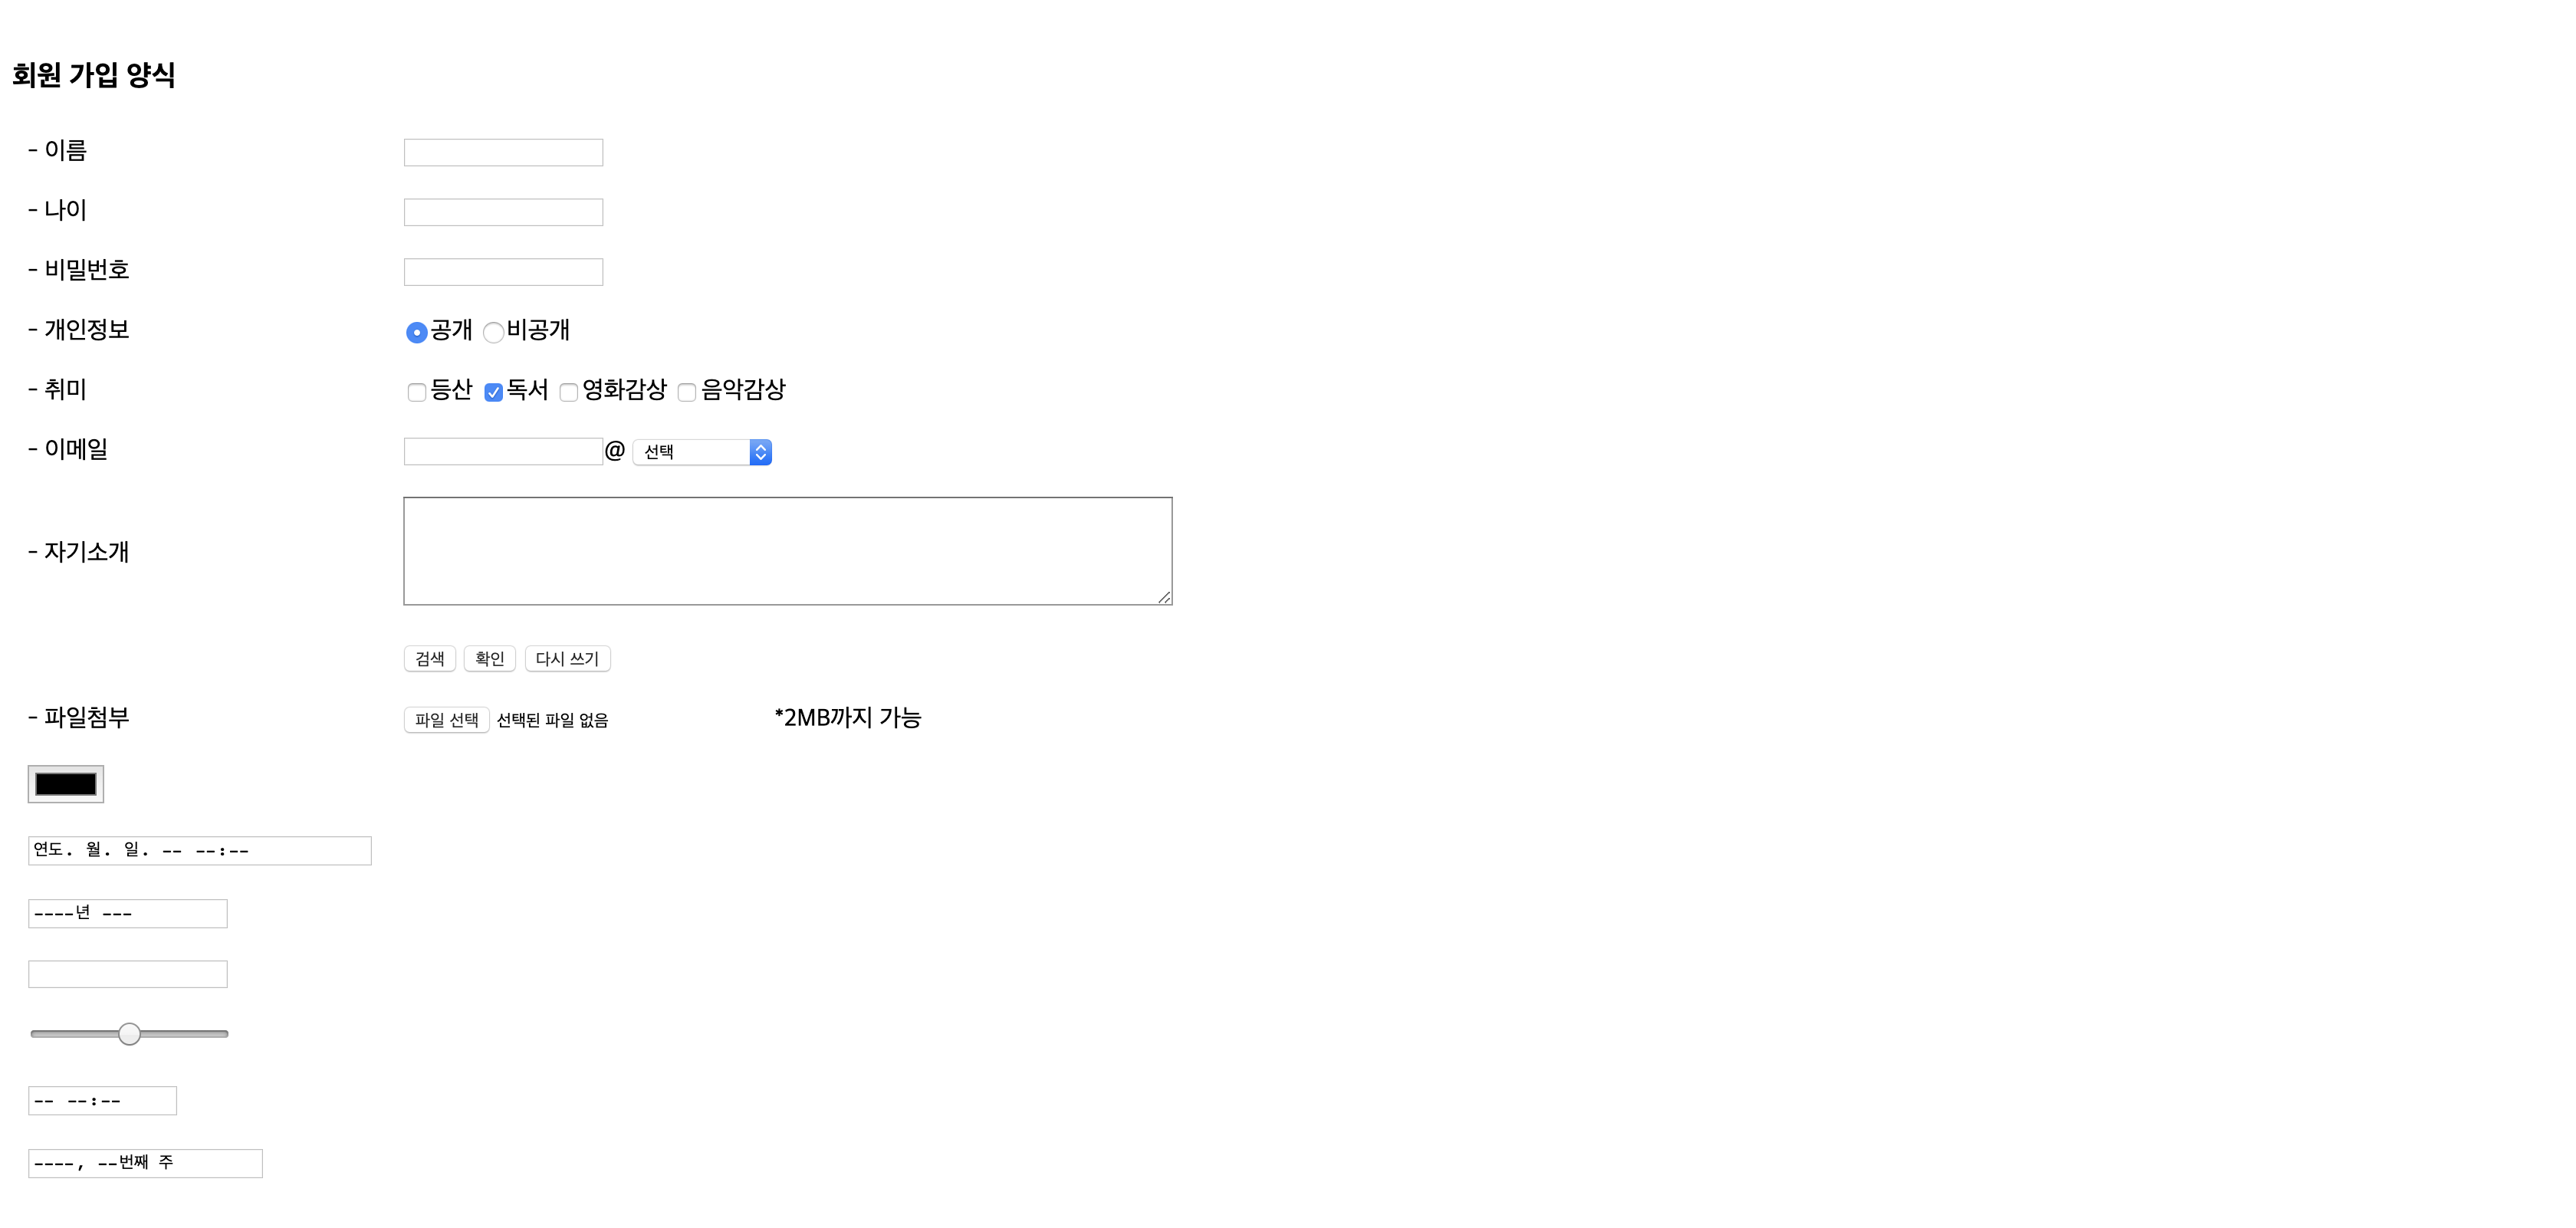 회원 가입 양식
- 이름
- 나이
- 비밀번호
- 개인정보 공개 비공개
- 취미 등산 독서 영화감상 음악감상
- 이메일 @ 선택
- 자기소개
검색 확인 다시 쓰기
- 파일첨부 파일 선택 선택된 파일 없음 *2MB까지 가능
연도. 월. 일. -- --:--
----년 ---
-- --:--
----, --번째 주